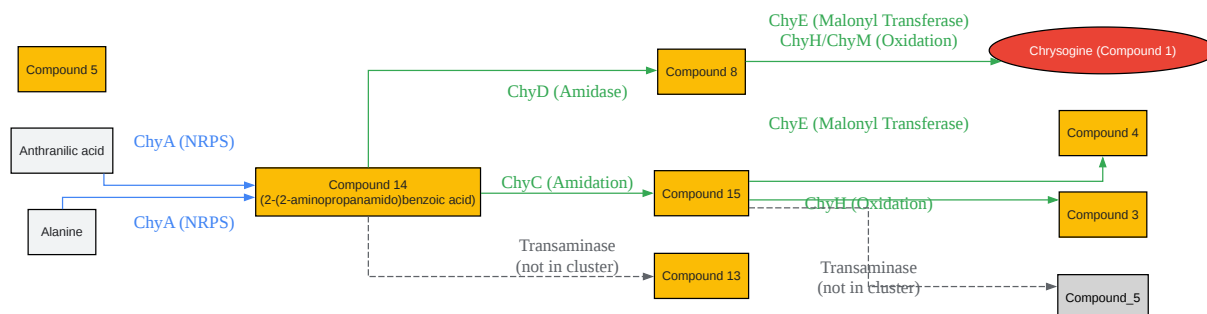 ChyE (Malonyl Transferase)
ChyH/ChyM (Oxidation)
Chrysogine (Compound 1)
Compound 5
Compound 8
ChyD (Amidase)
ChyE (Malonyl Transferase)
Compound 4
ChyA (NRPS)
Anthranilic acid
Compound 14
(2-(2-aminopropanamido)benzoic acid)
ChyC (Amidation)
Compound 15
ChyH (Oxidation)
Compound 3
ChyA (NRPS)
Alanine
Transaminase
(not in cluster)
Compound 13
Transaminase
(not in cluster)
Compound_5